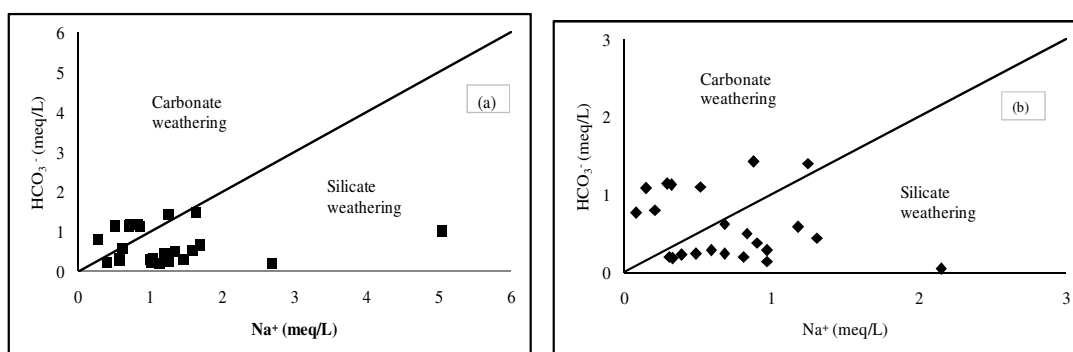 6
5
4
3
2
1
0
HCO₃⁻ (meq/L)
Carbonate
weathering
(a)
Silicate
weathering
0 1 2 3 4 5 6
Na⁺ (meq/L)
3
2
1
0
HCO₃⁻ (meq/L)
Carbonate
weathering
(b)
Silicate
weathering
0 1 2 3
Na⁺ (meq/L)